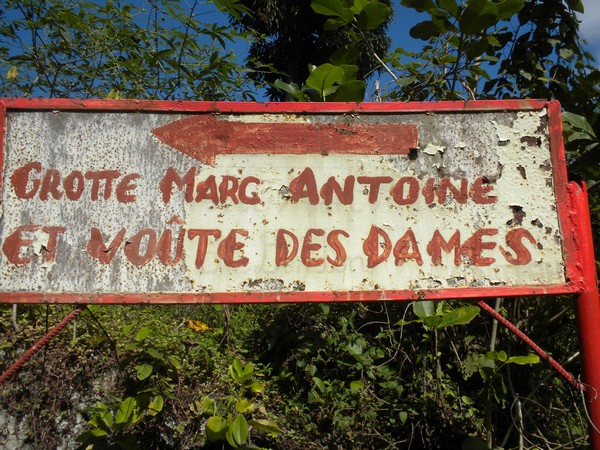 GROTTE MARC ANTOINE
ET VOÛTE DES DAMES